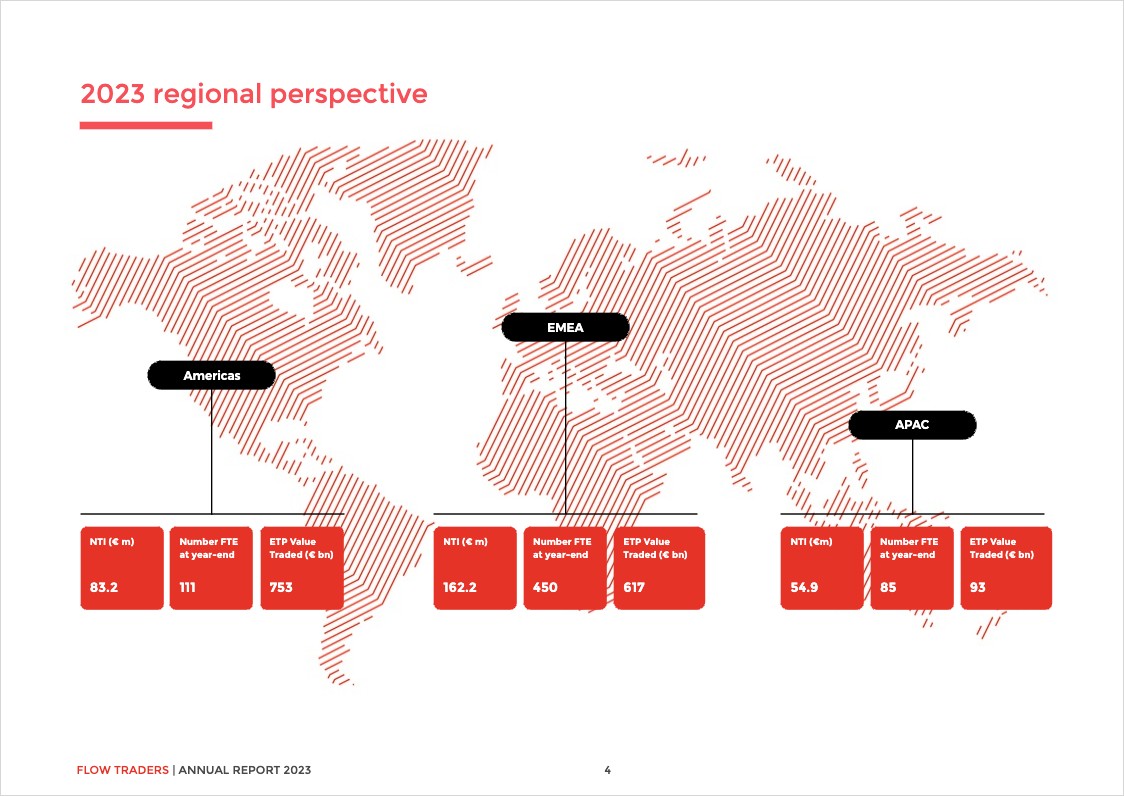 2023 regional perspective
EMEA
Americas
APAC
NTI (€ m)
83.2
Number FTE
at year-end
111
ETP Value
Traded (€ bn)
753
NTI (€ m)
162.2
Number FTE
at year-end
450
ETP Value
Traded (€ bn)
617
NTI (€m)
54.9
Number FTE
at year-end
85
ETP Value
Traded (€ bn)
93
FLOW TRADERS | ANNUAL REPORT 2023
4